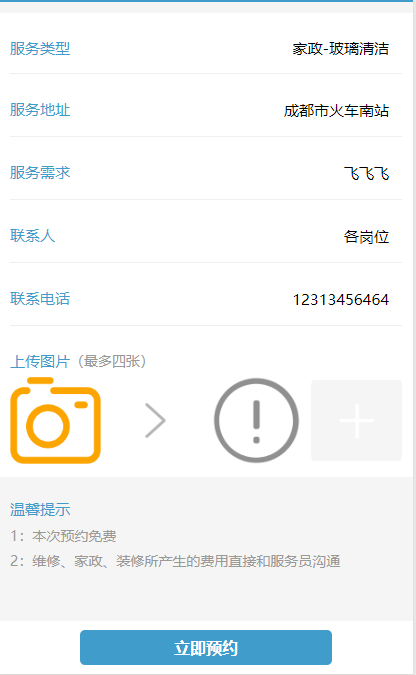 服务类型 家政-玻璃清洁
服务地址 成都市火车南站
服务需求 飞飞飞
联系人 各岗位
联系电话 12313456464
上传图片（最多四张）
温馨提示
1：本次预约免费
2：维修、家政、装修所产生的费用直接和服务员沟通
立即预约